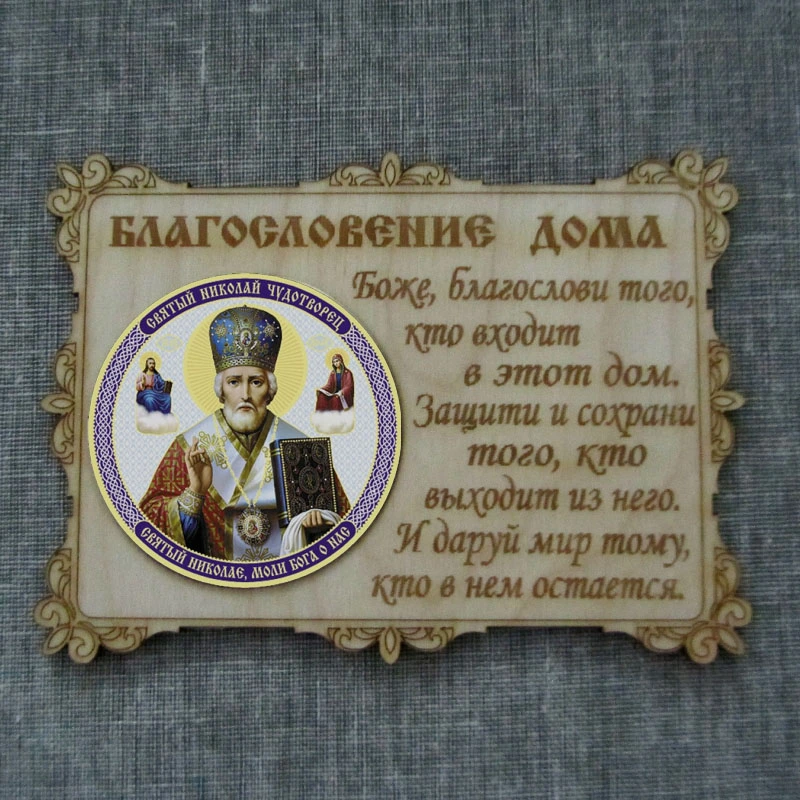 БЛАГОСЛОВЕНИЕ ДОМА
СВЯТЫЙ НИКОЛАЙ ЧУДОТВОРЕЦ
СВЯТЫЙ НИКОЛАЕ, МОЛИ БОГА О НАС
Боже, благослови того,
кто входит
в этот дом.
Защити и сохрани
того, кто
выходит из него.
И даруй мир тому,
кто в нем остается.